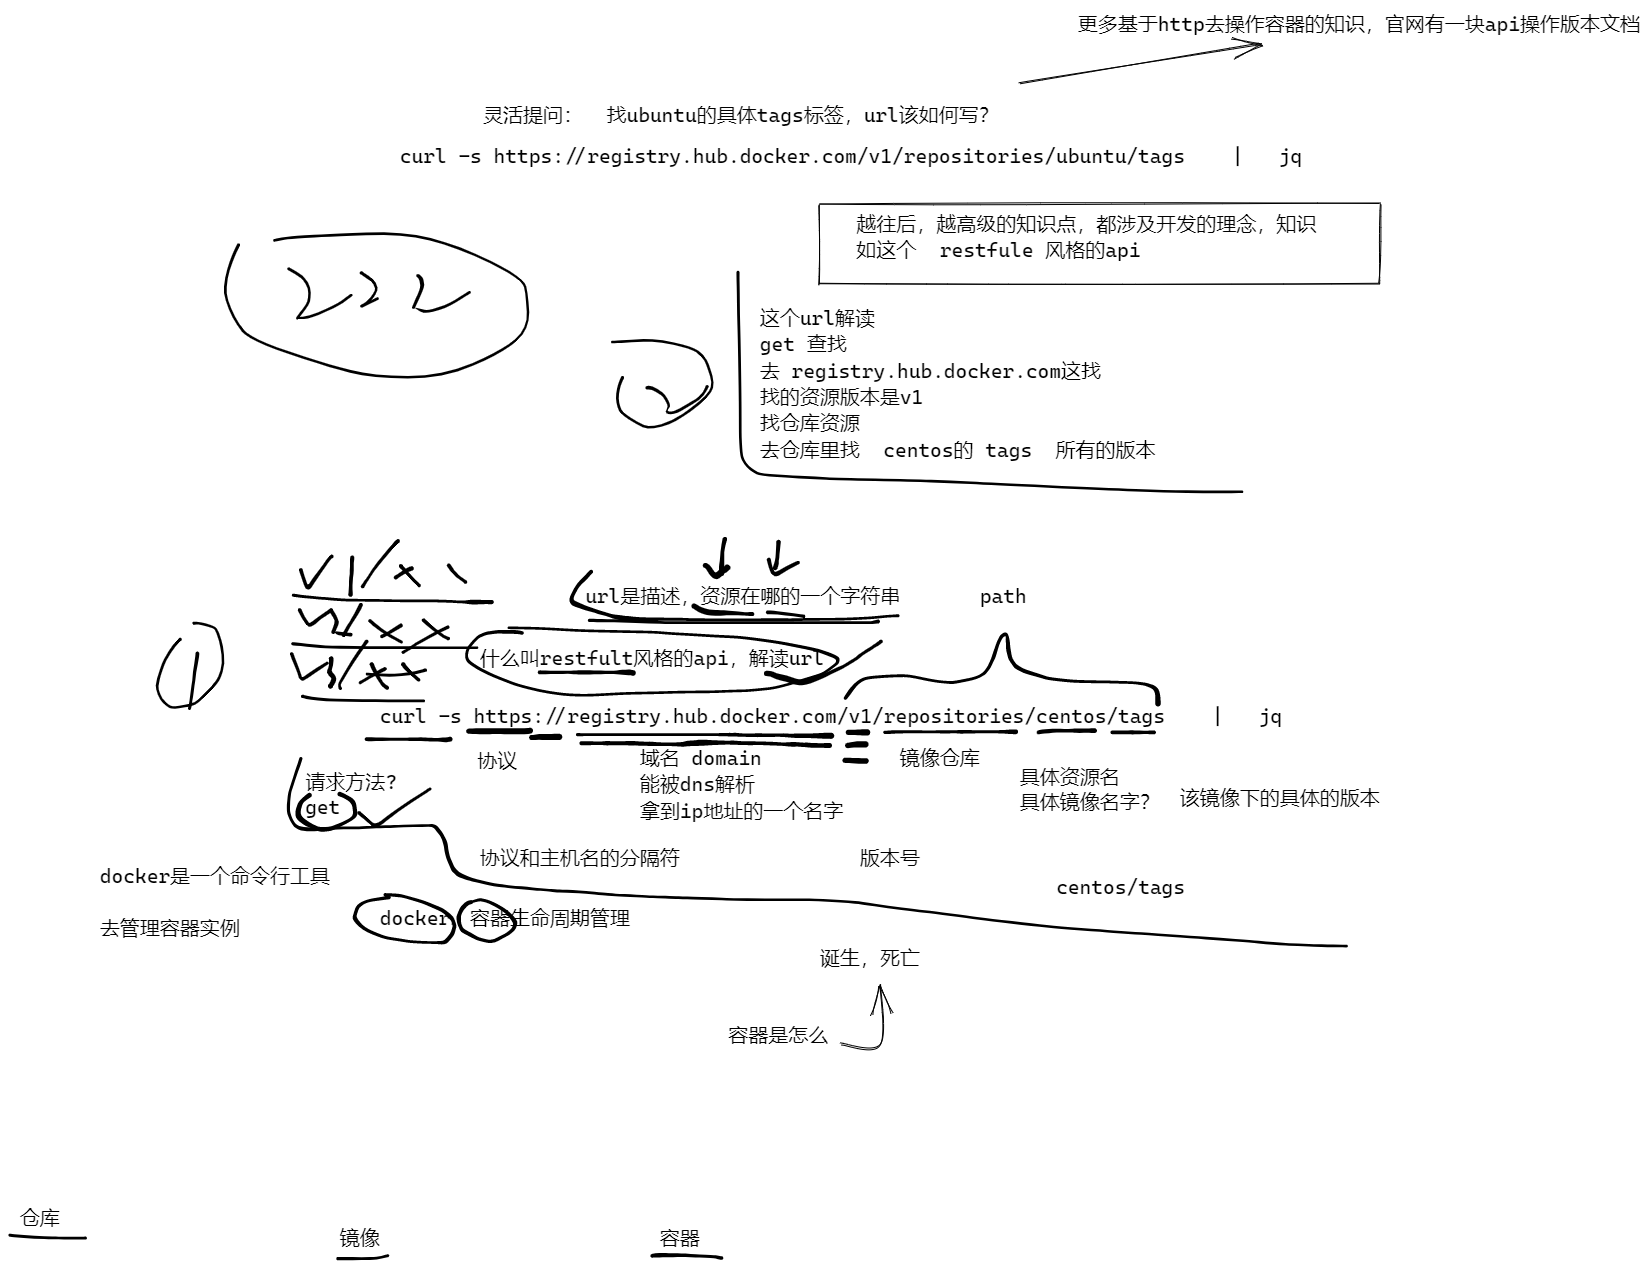 更多基于http去操作容器的知识，官网有一块api操作版本文档
灵活提问： 找ubuntu的具体tags标签，url该如何写？
curl -s https://registry.hub.docker.com/v1/repositories/ubuntu/tags | jq
越往后，越高级的知识点，都涉及开发的理念，知识
如这个 restfule 风格的api
222
这个url解读
get 查找
去 registry.hub.docker.com这找
找的资源版本是v1
找仓库资源
去仓库里找 centos的 tags 所有的版本
2
v1/xx
url是描述，资源在哪的一个字符串
path
v2/xx
v3/xx
什么叫restfult风格的api，解读url
1
curl -s https://registry.hub.docker.com/v1/repositories/centos/tags | jq
协议
域名 domain
能被dns解析
拿到ip地址的一个名字
镜像仓库
具体资源名
具体镜像名字？
该镜像下的具体的版本
请求方法？
get
协议和主机名的分隔符
版本号
centos/tags
docker是一个命令行工具
去管理容器实例
docker 容器生命周期管理
诞生，死亡
容器是怎么
仓库
镜像
容器